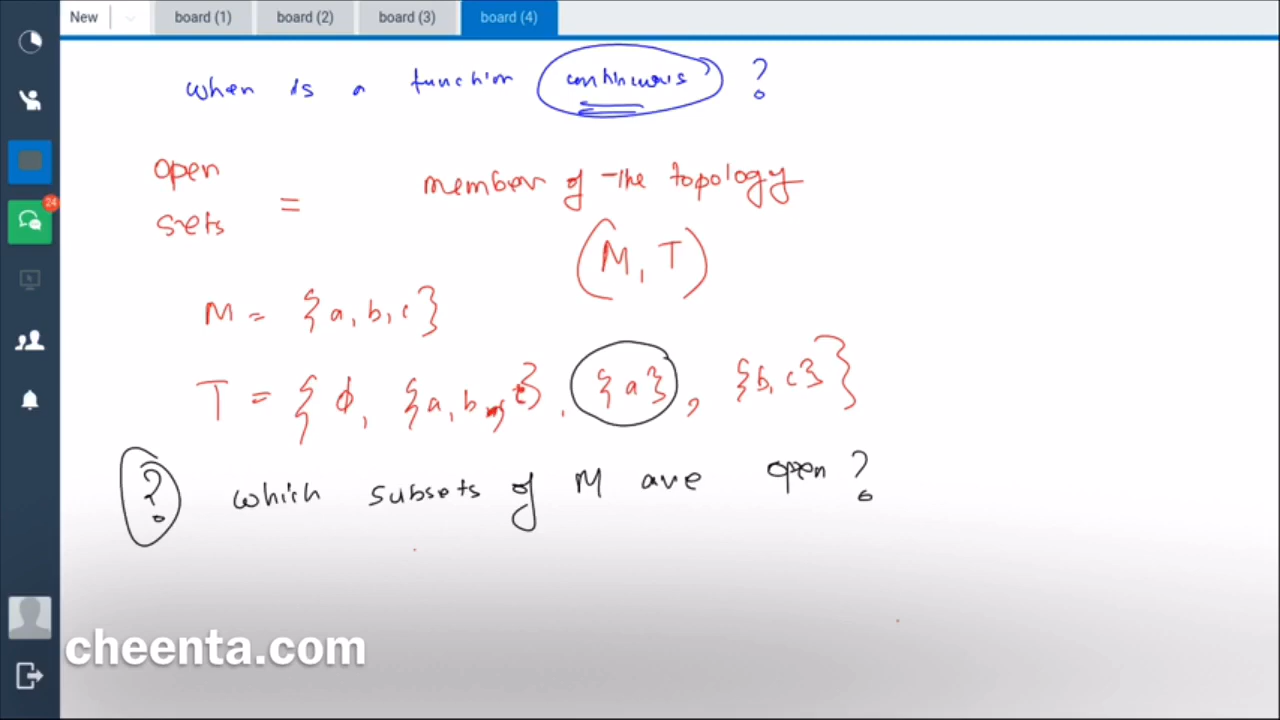 New board (1) board (2) board (3) board (4)
when is a function continuous ?
open sets = member of the topology
(M, T)
M = {a, b, c}
T = {ϕ, {a, b, c}, {a}, {b, c}}
? which subsets of M are open ?
24
cheenta.com